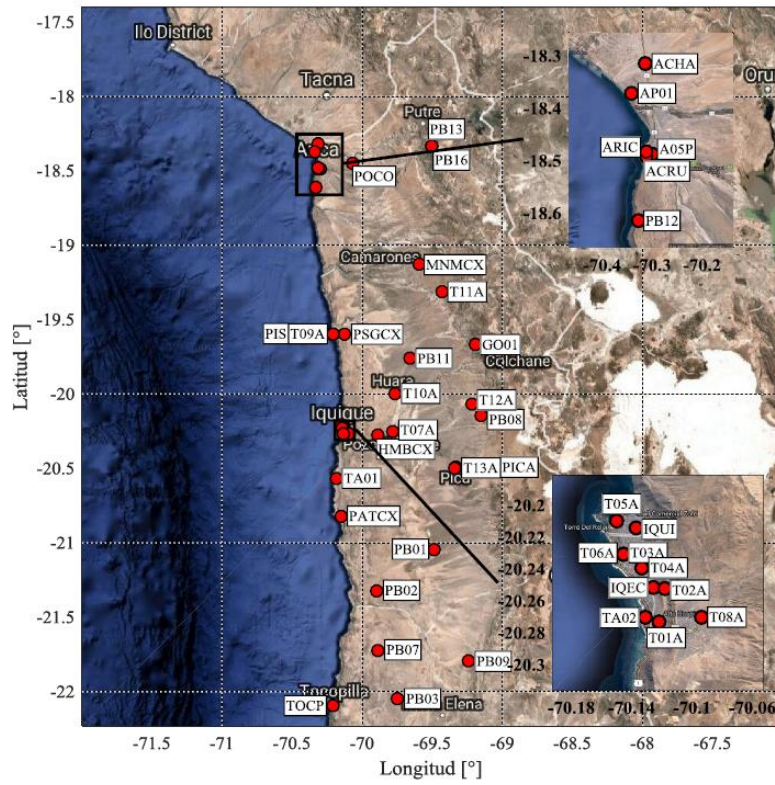 -17.5
Ilo District
Tacna
-18
Putre
PB13
PB16
Arica
POCO
-18.5
-18.3
-18.4
-18.5
-18.6
ACHA
AP01
ARIC
A05P
ACRU
PB12
-70.4 -70.3 -70.2
Oru
-19
Camarones
MNMCX
T11A
-19.5
PIS T09A PSGCX
GO01
PB11
Colchane
Huara
-20
T10A
T12A
PB08
Iquique
T07A
HMBCX
-20.5
T13A PICA
Pica
TA01
PATCX
-21
PB01
-21.5
PB02
PB07
PB09
-22
Tocopilla
TOCP
PB03
Elena
-20.2
-20.22
-20.24
-20.26
-20.28
-20.3
T05A
IQUI
T06A T03A
T04A
IQEC T02A
TA02 T08A
T01A
-70.18 -70.14 -70.1 -70.06
-71.5 -71 -70.5 -70 -69.5 -69 -68.5 -68 -67.5
Latitud [°]
Longitud [°]